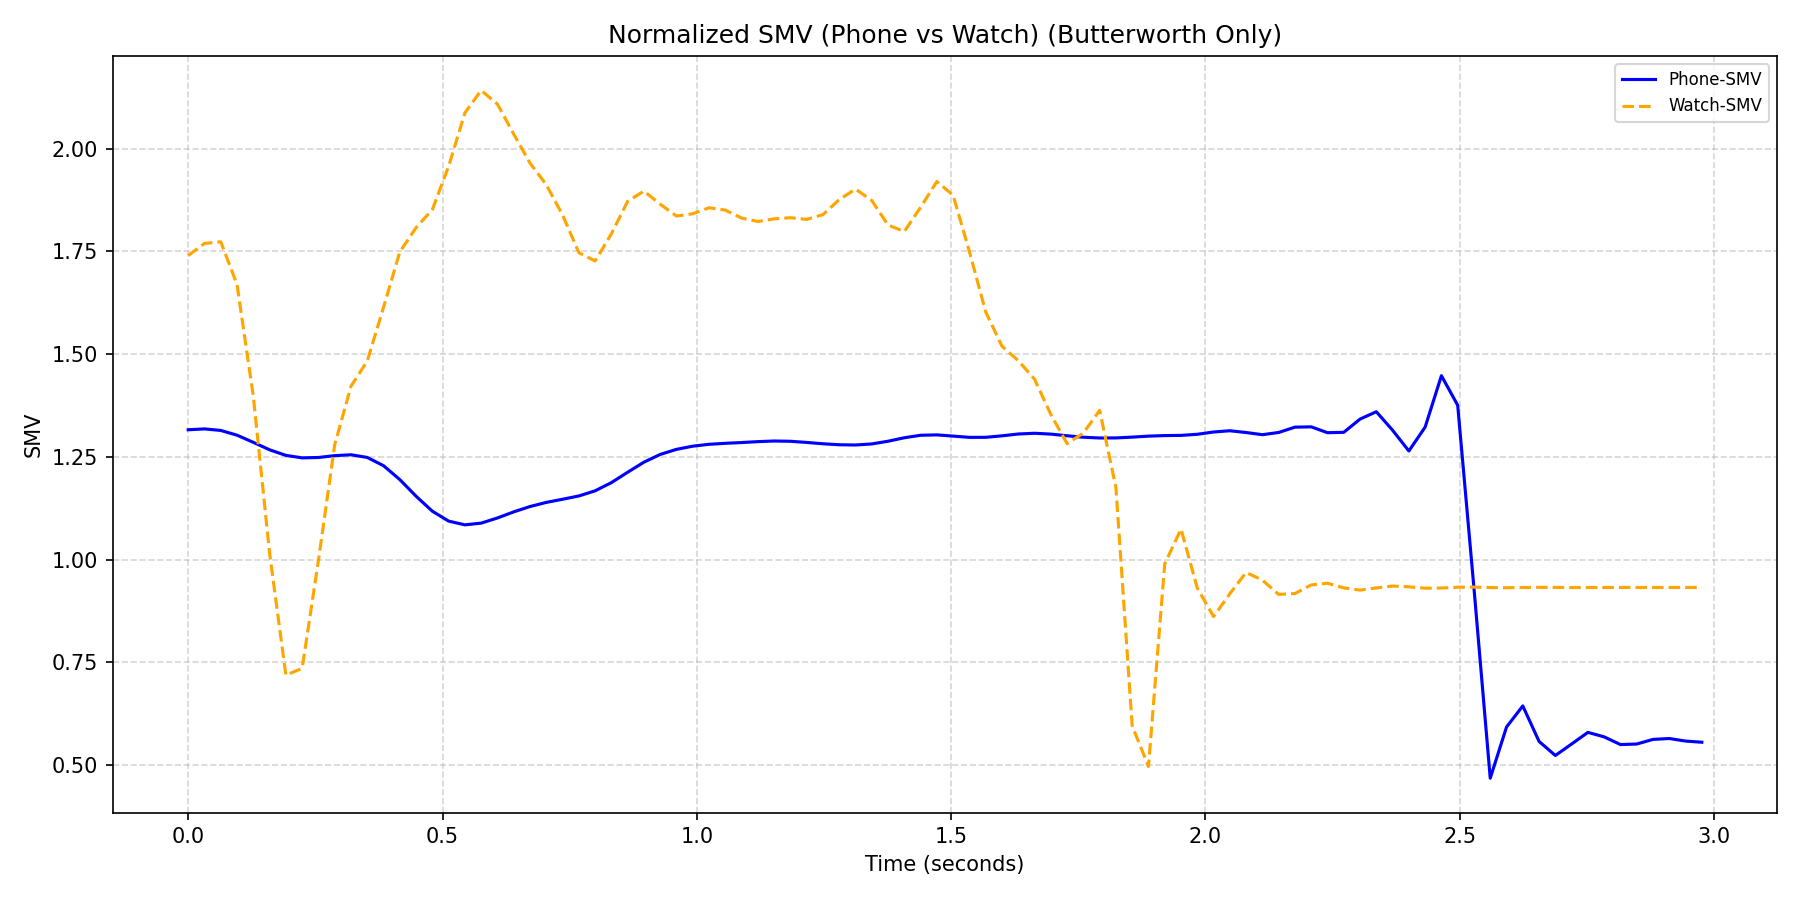 Normalized SMV (Phone vs Watch) (Butterworth Only)
Phone-SMV
Watch-SMV
SMV
2.00
1.75
1.50
1.25
1.00
0.75
0.50
0.0 0.5 1.0 1.5 2.0 2.5 3.0
Time (seconds)